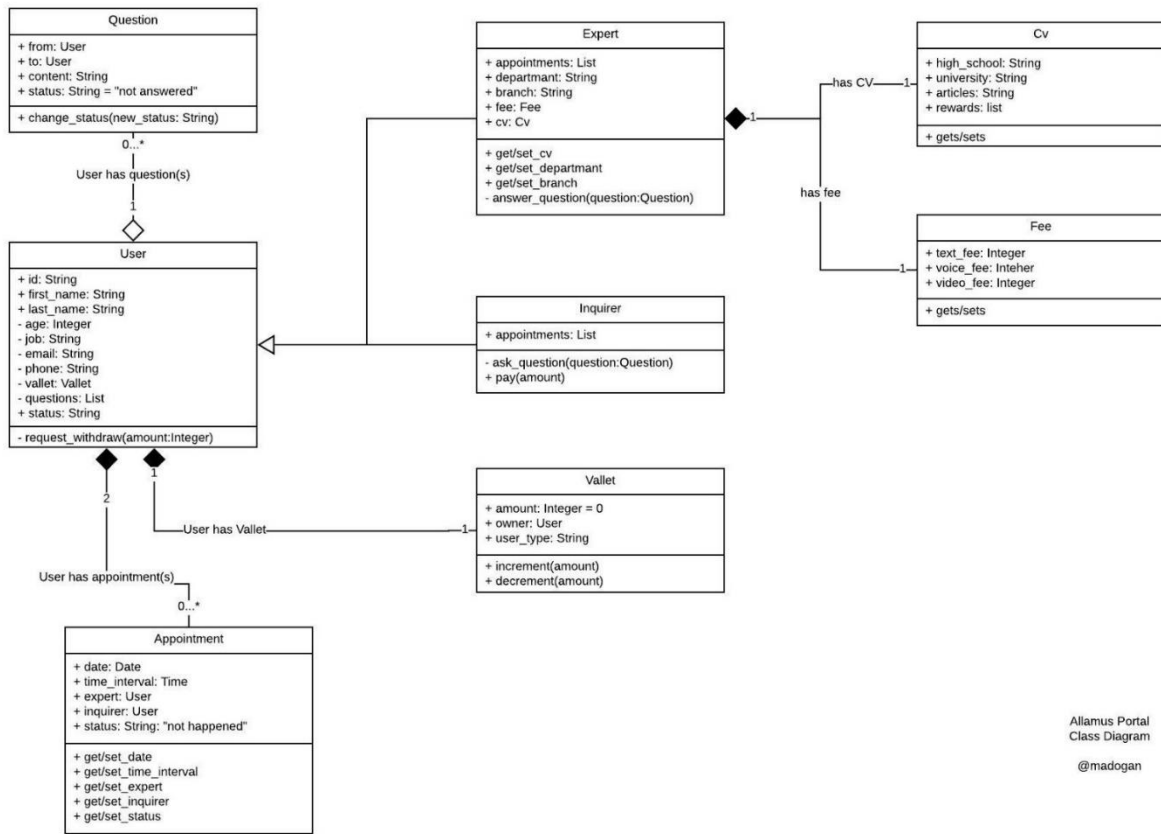 Question
+ from: User
+ to: User
+ content: String
+ status: String = "not answered"
+ change_status(new_status: String)
0...*
User has question(s)
1
User
+ id: String
+ first_name: String
+ last_name: String
- age: Integer
- job: String
- email: String
- phone: String
- vallet: Vallet
- questions: List
+ status: String
- request_withdraw(amount:Integer)
2
1
User has Vallet
1
User has appointment(s)
0...*
Appointment
+ date: Date
+ time_interval: Time
+ expert: User
+ inquirer: User
+ status: String: "not happened"
+ get/set_date
+ get/set_time_interval
+ get/set_expert
+ get/set_inquirer
+ get/set_status
Expert
+ appointments: List
+ departmant: String
+ branch: String
+ fee: Fee
+ cv: Cv
+ get/set_cv
+ get/set_departmant
+ get/set_branch
- answer_question(question:Question)
1
has CV
1
has fee
1
Inquirer
+ appointments: List
- ask_question(question:Question)
+ pay(amount)
Vallet
+ amount: Integer = 0
+ owner: User
+ user_type: String
+ increment(amount)
+ decrement(amount)
Cv
+ high_school: String
+ university: String
+ articles: String
+ rewards: list
+ gets/sets
Fee
+ text_fee: Integer
+ voice_fee: Inteher
+ video_fee: Integer
+ gets/sets
Allamus Portal
Class Diagram
@madogan